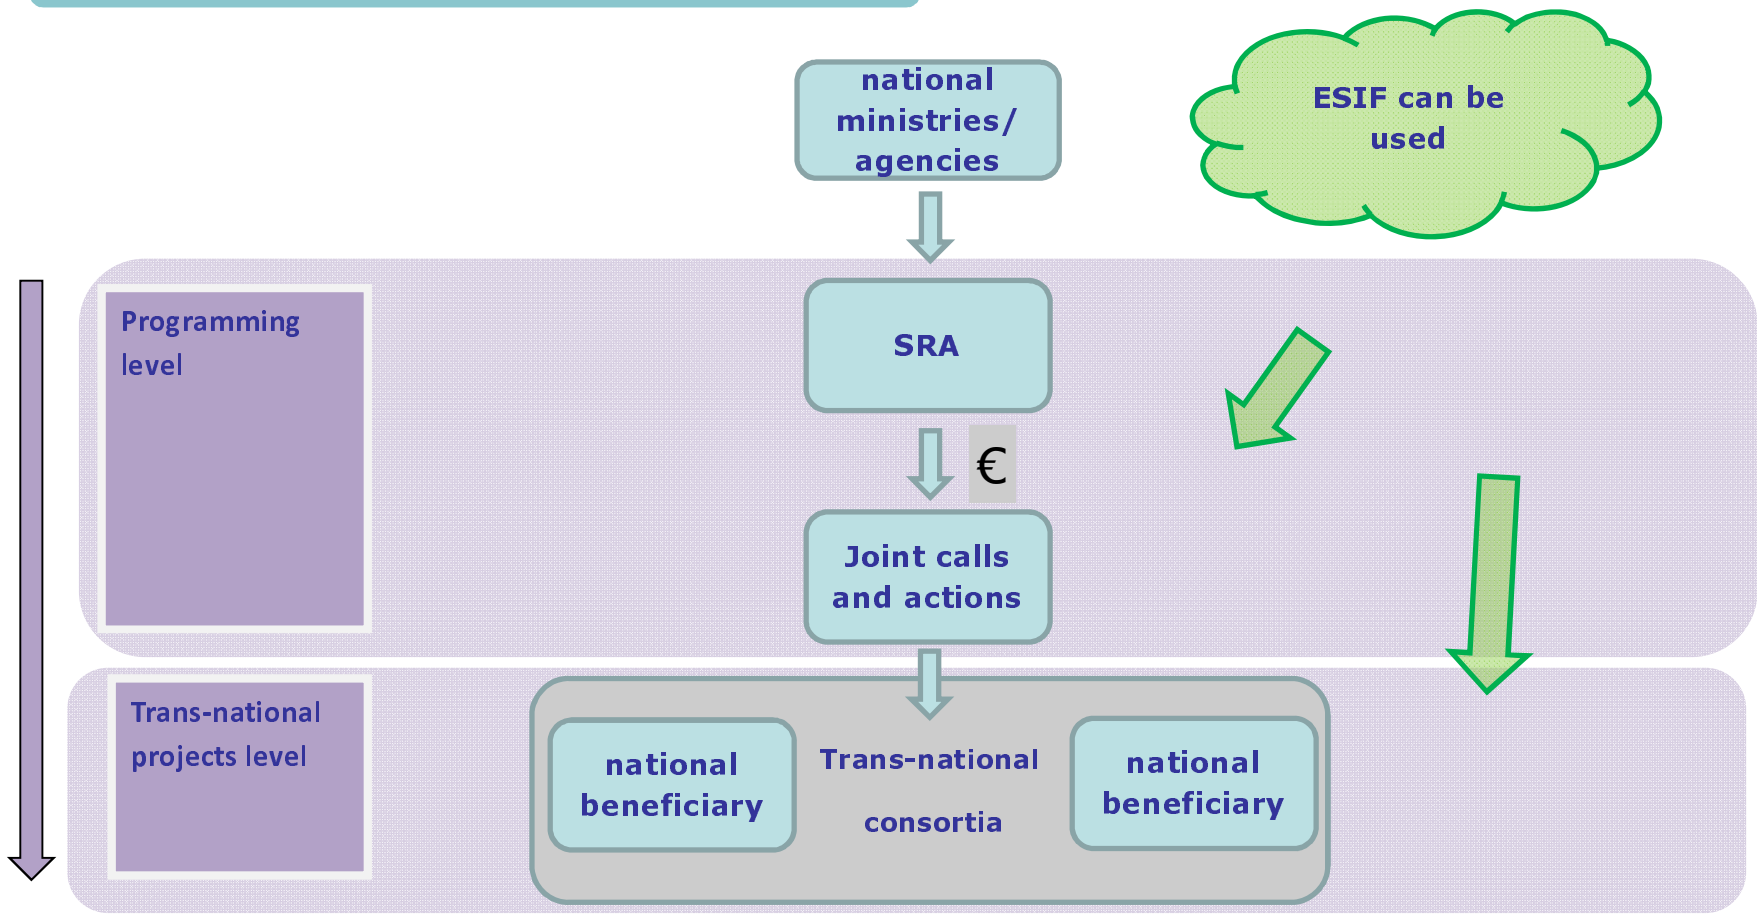 national
ministries/
agencies
ESIF can be
used
Programming
level
SRA
€
Joint calls
and actions
Trans-national
projects level
national
beneficiary
Trans-national
consortia
national
beneficiary